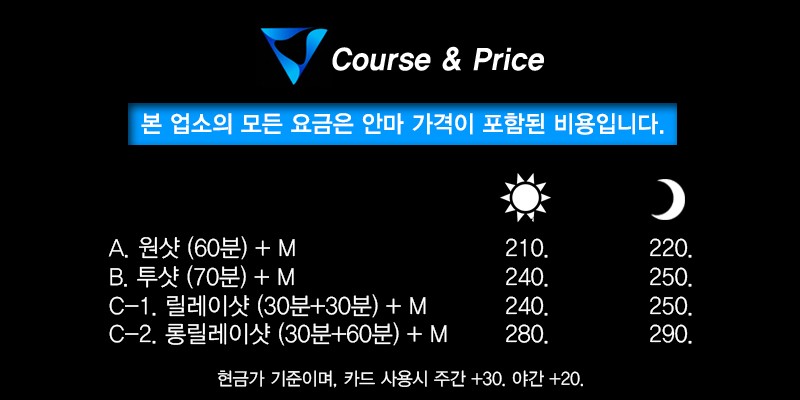 Course & Price
본 업소의 모든 요금은 안마 가격이 포함된 비용입니다.
A. 원샷 (60분) + M 210. 220.
B. 투샷 (70분) + M 240. 250.
C-1. 릴레이샷 (30분+30분) + M 240. 250.
C-2. 롱릴레이샷 (30분+60분) + M 280. 290.
현금가 기준이며, 카드 사용시 주간 +30. 야간 +20.